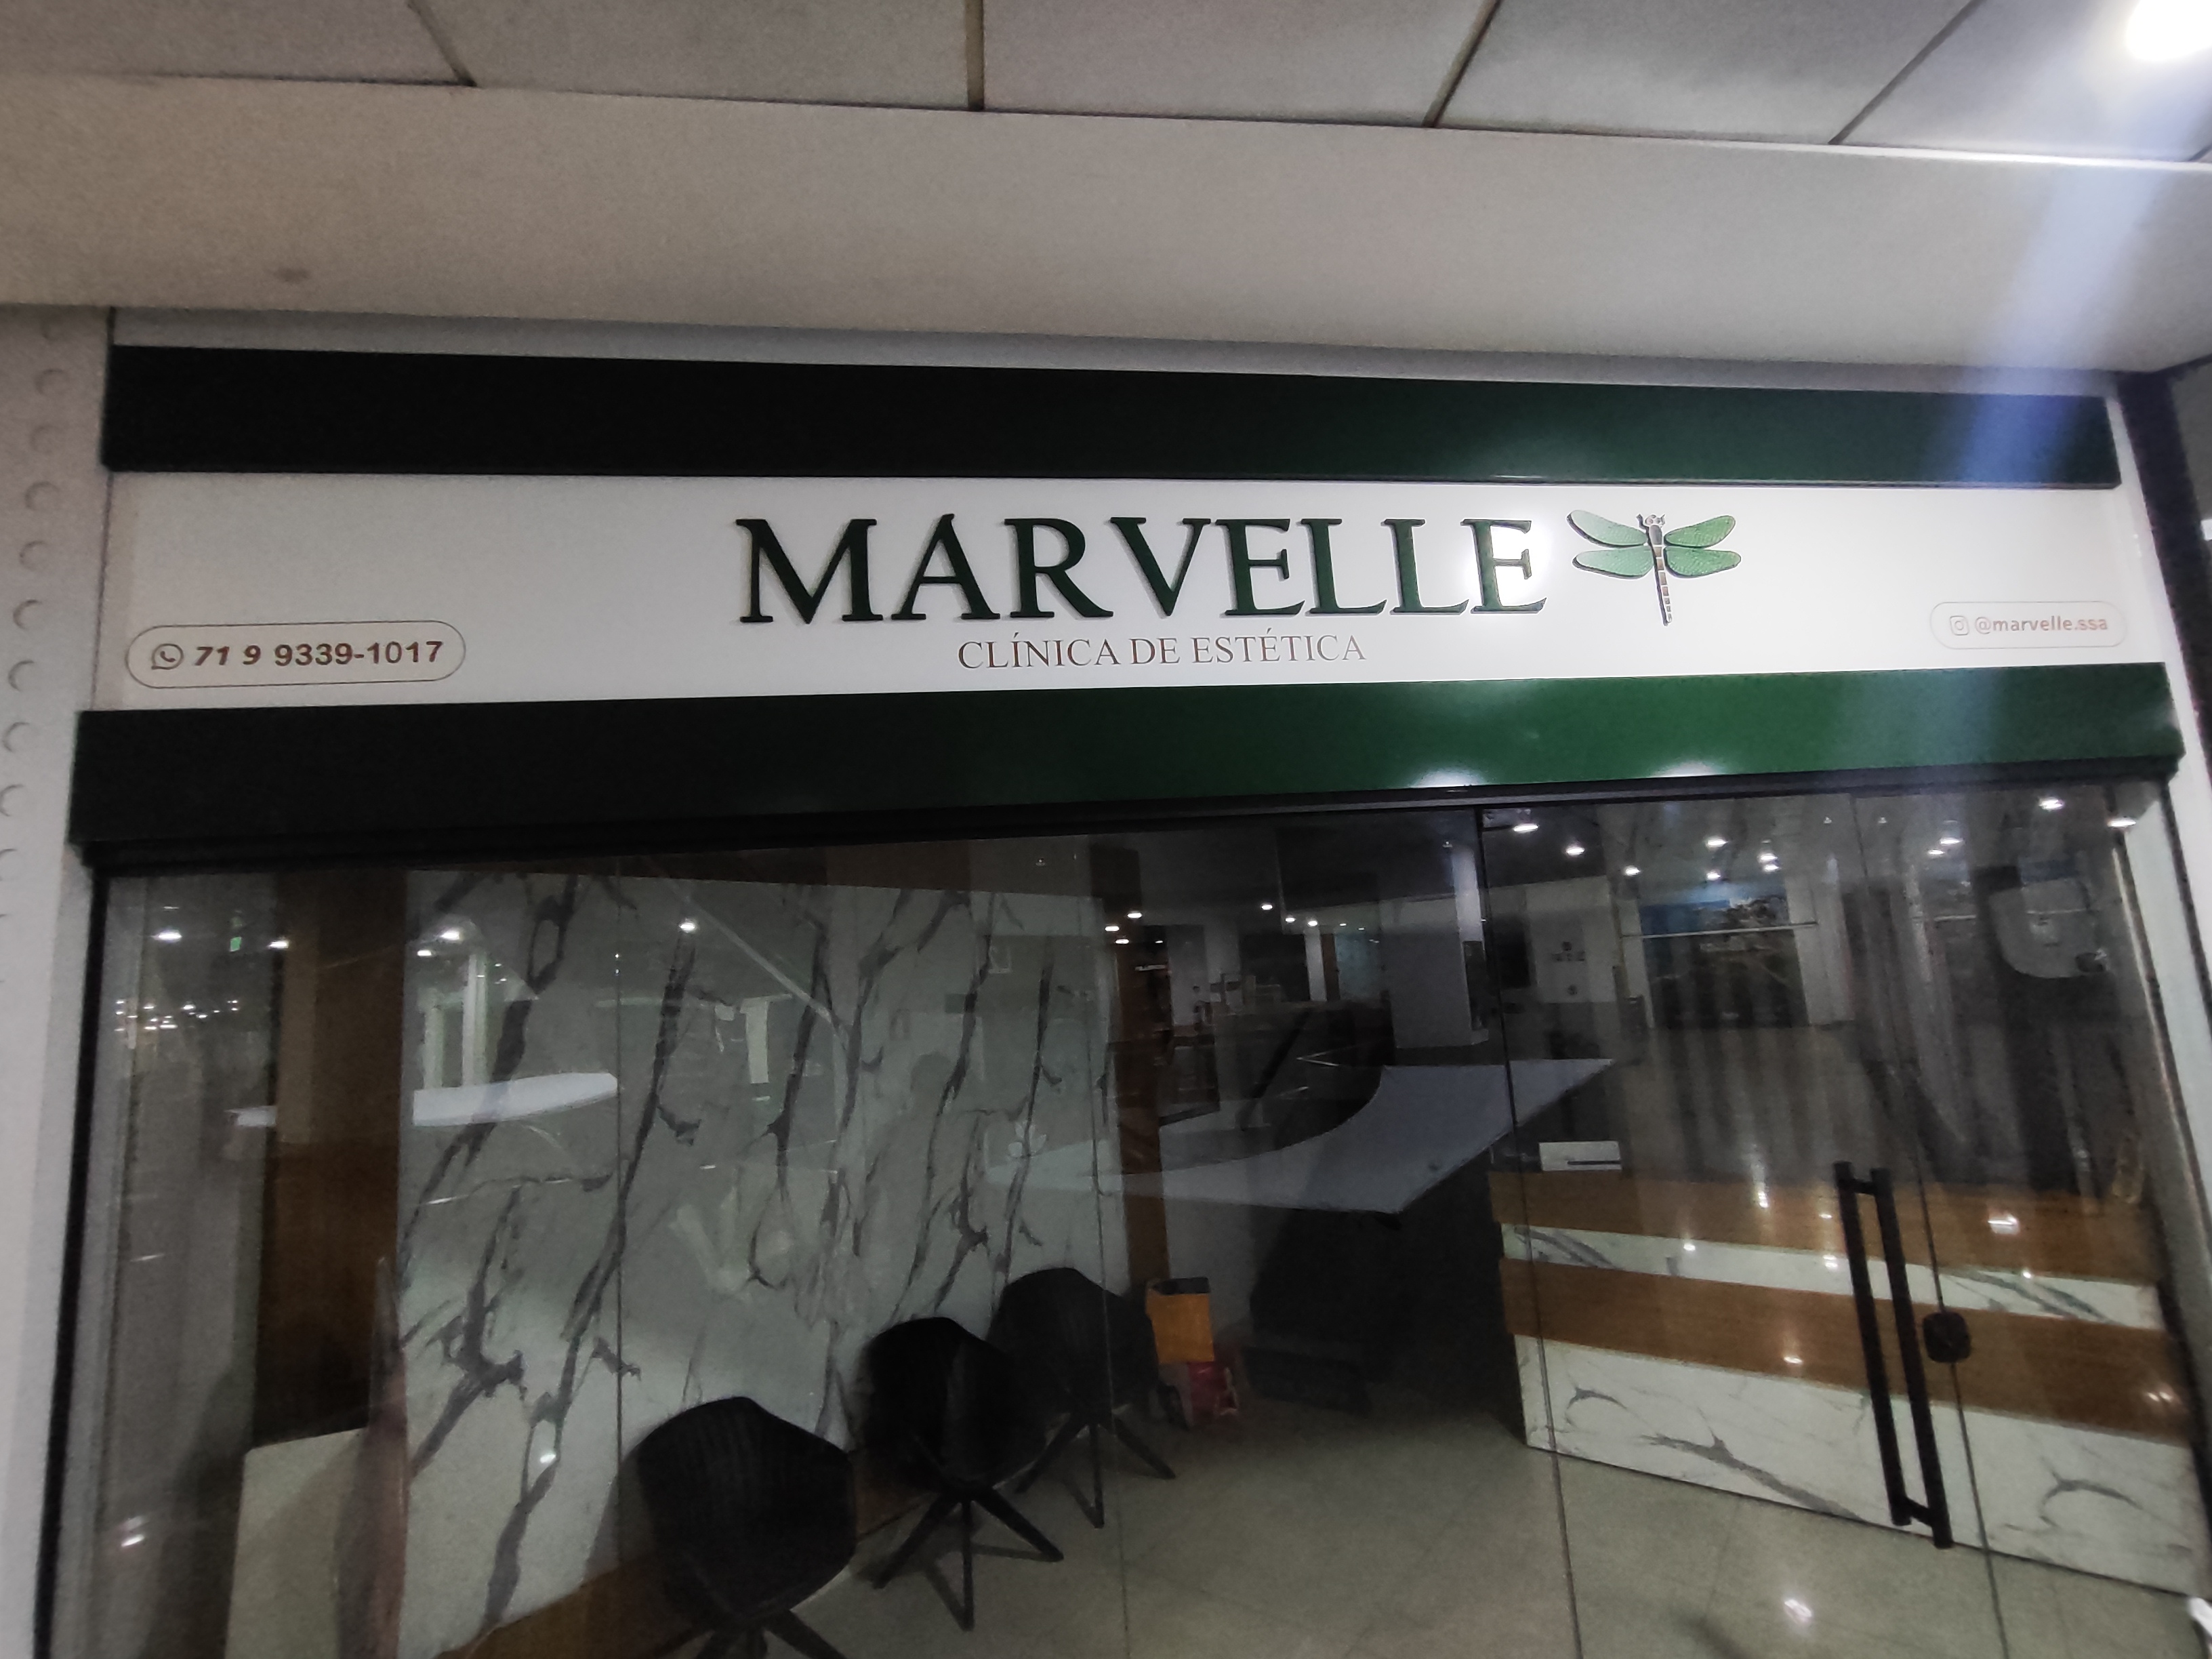 MARVELLE
CLÍNICA DE ESTÉTICA
71 9 9339-1017
@marvelle.ssa